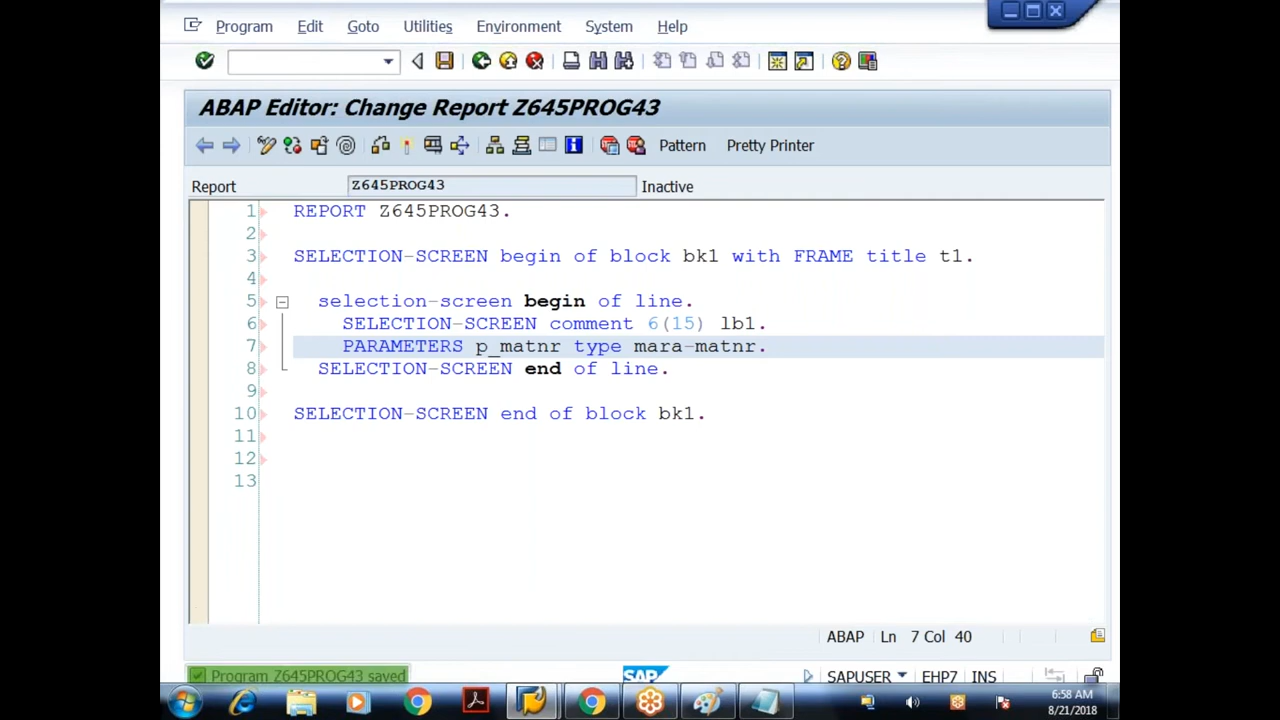 Program Edit Goto Utilities Environment System Help
ABAP Editor: Change Report Z645PROG43
Pattern Pretty Printer
Report Z645PROG43 Inactive
1 REPORT Z645PROG43.
2
3 SELECTION-SCREEN begin of block bk1 with FRAME title t1.
4
5 selection-screen begin of line.
6 SELECTION-SCREEN comment 6(15) lb1.
7 PARAMETERS p_matnr type mara-matnr.
8 SELECTION-SCREEN end of line.
9
10 SELECTION-SCREEN end of block bk1.
11
12
13
ABAP Ln 7 Col 40
Program Z645PROG43 saved SAP SAPUSER EHP7 INS
6:58 AM
8/21/2018